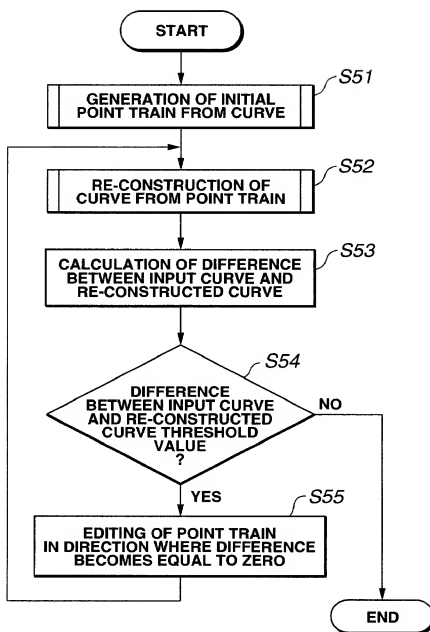 START
S51
GENERATION OF INITIAL
POINT TRAIN FROM CURVE
S52
RE-CONSTRUCTION OF
CURVE FROM POINT TRAIN
S53
CALCULATION OF DIFFERENCE
BETWEEN INPUT CURVE AND
RE-CONSTRUCTED CURVE
S54
DIFFERENCE
BETWEEN INPUT CURVE
AND RE-CONSTRUCTED
CURVE THRESHOLD
VALUE
?
NO
YES
S55
EDITING OF POINT TRAIN
IN DIRECTION WHERE DIFFERENCE
BECOMES EQUAL TO ZERO
END